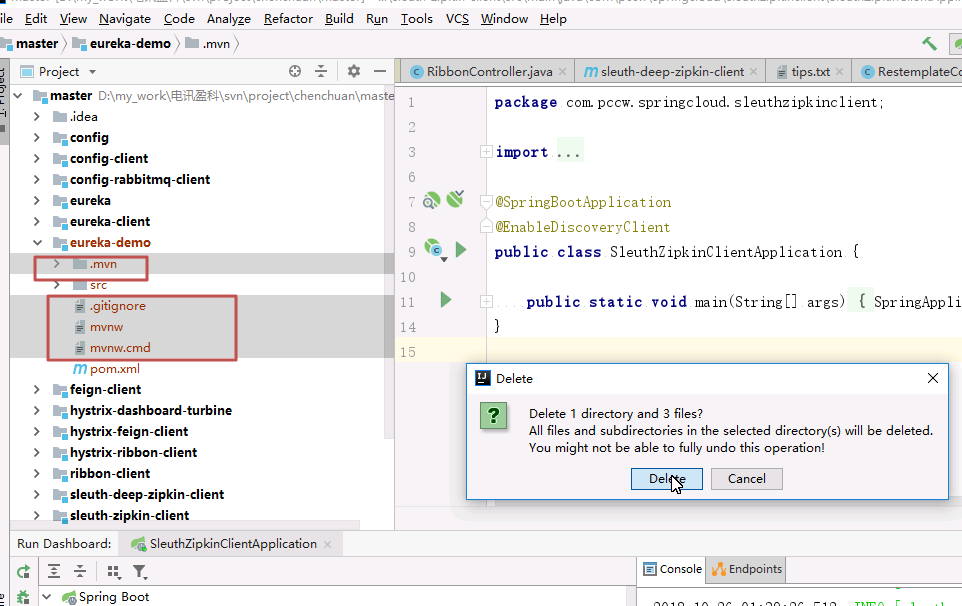 File Edit View Navigate Code Analyze Refactor Build Run Tools VCS Window Help
master eureka-demo .mvn
Project
RibbonController.java sleuth-deep-zipkin-client tips.txt
master D:\my_work\电讯盈科\svn\project\chenchuan\maste
.idea
config
config-client
config-rabbitmq-client
eureka
eureka-client
eureka-demo
.mvn
src
.gitignore
mvnw
mvnw.cmd
pom.xml
feign-client
hystrix-dashboard-turbine
hystrix-feign-client
hystrix-ribbon-client
ribbon-client
sleuth-deep-zipkin-client
sleuth-zipkin-client
1 package com.pccw.springcloud.sleuthzipkinclient;
2
3 import ...
6
7 @SpringBootApplication
8 @EnableDiscoveryClient
9 public class SleuthZipkinClientApplication {
10
11 public static void main(String[] args) { SpringAppli
14 }
15
Delete
Delete 1 directory and 3 files?
All files and subdirectories in the selected directory(s) will be deleted.
You might not be able to fully undo this operation!
Delete Cancel
Run Dashboard: SleuthZipkinClientApplication
Console Endpoints
Spring Boot